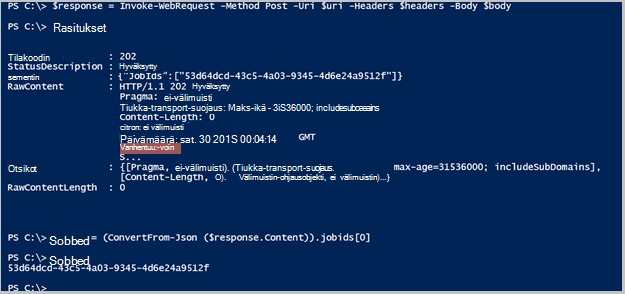 PS C:\> $response = Invoke-WebRequest -Method Post -Uri $uri -Headers $headers -Body $body
PS C:\> Rasitukset
Tilakoodin : 202
StatusDescription : Hyväksytty
sementin : {"JobIds":["53d64dcd-43c5-4a03-9345-4d6e24a9512f"]}
RawContent : HTTP/1.1 202 Hyväksytty
Pragma: ei-välimuisti
Tiukka-transport-suojaus: Maks-ikä - 3iS36000; includesubdomains
Content-Length: 0
citron: ei välimuisti
Päivämäärä: sat. 30 201S 00:04:14 GMT
Vanhentuu:-voin
S...
Otsikot : {[Pragma, ei-välimuisti). (Tiukka-transport-suojaus. max-age=31536000; includeSubDomains],
[Content-Length, O). Välimuistin-ohjausobjekti, ei välimuistin)...}
RawContentLength : 0
PS C:\> Sobbed = (ConvertFrom-Json ($response.Content)).jobids[0]
PS C:\> Sobbed
53d64dcd-43c5-4a03-9345-4d6e24a9512f
PS C:\>